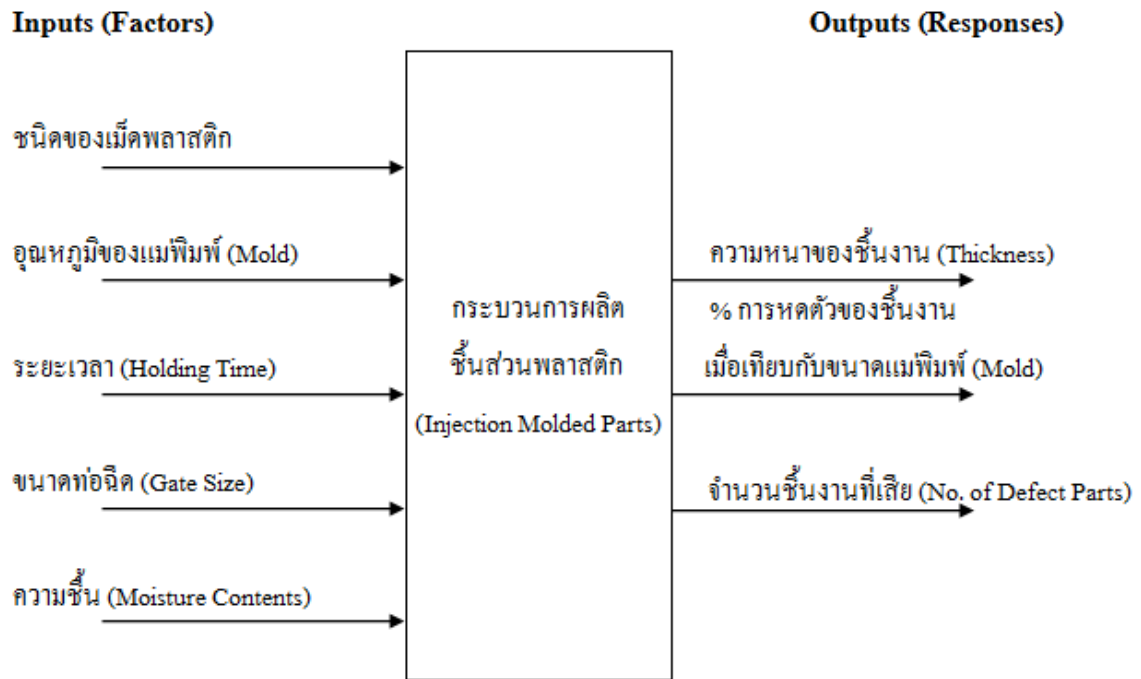 Inputs (Factors)
Outputs (Responses)
ชนิดของเม็ดพลาสติก
อุณหภูมิของแม่พิมพ์ (Mold)
ระยะเวลา (Holding Time)
ขนาดท่อฉีด (Gate Size)
ความชื้น (Moisture Contents)
กระบวนการผลิต
ชิ้นส่วนพลาสติก
(Injection Molded Parts)
ความหนาของชิ้นงาน (Thickness)
% การหดตัวของชิ้นงาน
เมื่อเทียบกับขนาดแม่พิมพ์ (Mold)
จำนวนชิ้นงานที่เสีย (No. of Defect Parts)